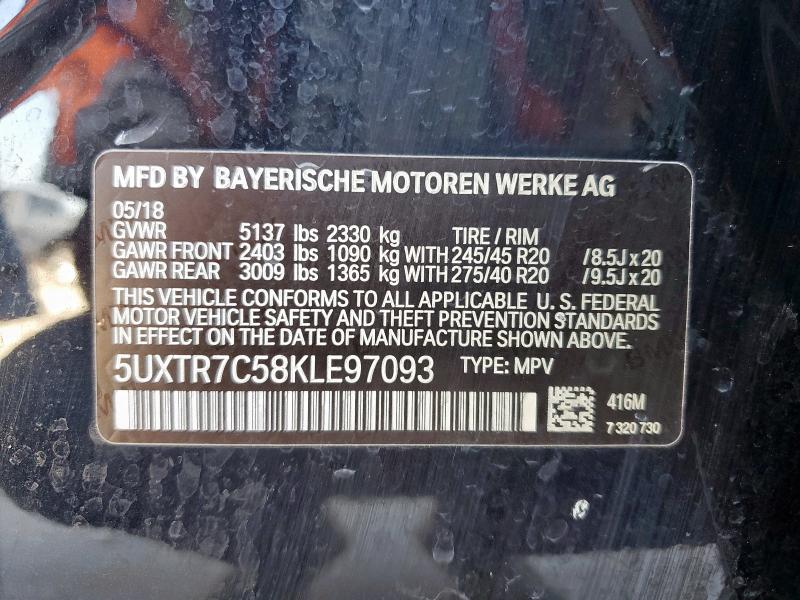 MFD BY BAYERISCHE MOTOREN WERKE AG
05/18
GVWR 5137 lbs 2330 kg TIRE / RIM
GAWR FRONT 2403 lbs 1090 kg WITH 245/45 R20 /8.5J x 20
GAWR REAR 3009 lbs 1365 kg WITH 275/40 R20 /9.5J x 20
THIS VEHICLE CONFORMS TO ALL APPLICABLE U. S. FEDERAL
MOTOR VEHICLE SAFETY AND THEFT PREVENTION STANDARDS
IN EFFECT ON THE DATE OF MANUFACTURE SHOWN ABOVE:
5UXTR7C58KLE97093 TYPE: MPV
416M
7 320 730